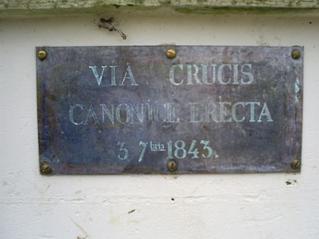 VIA CRUCIS
CANONICE ERECTA
3 7bris 1843.